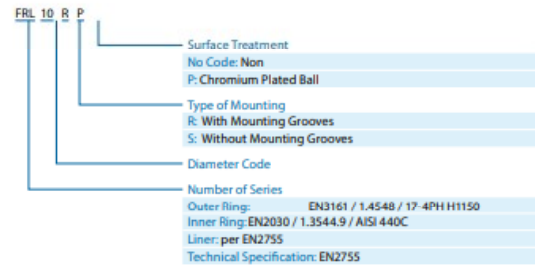 FRL 10 R P
Surface Treatment
No Code: Non
P: Chromium Plated Ball
Type of Mounting
R: With Mounting Grooves
S: Without Mounting Grooves
Diameter Code
Number of Series
Outer Ring: EN3161 / 1.4548 / 17-4PH H1150
Inner Ring: EN2030 / 1.3544.9 / AISI 440C
Liner: per EN2755
Technical Specification: EN2755